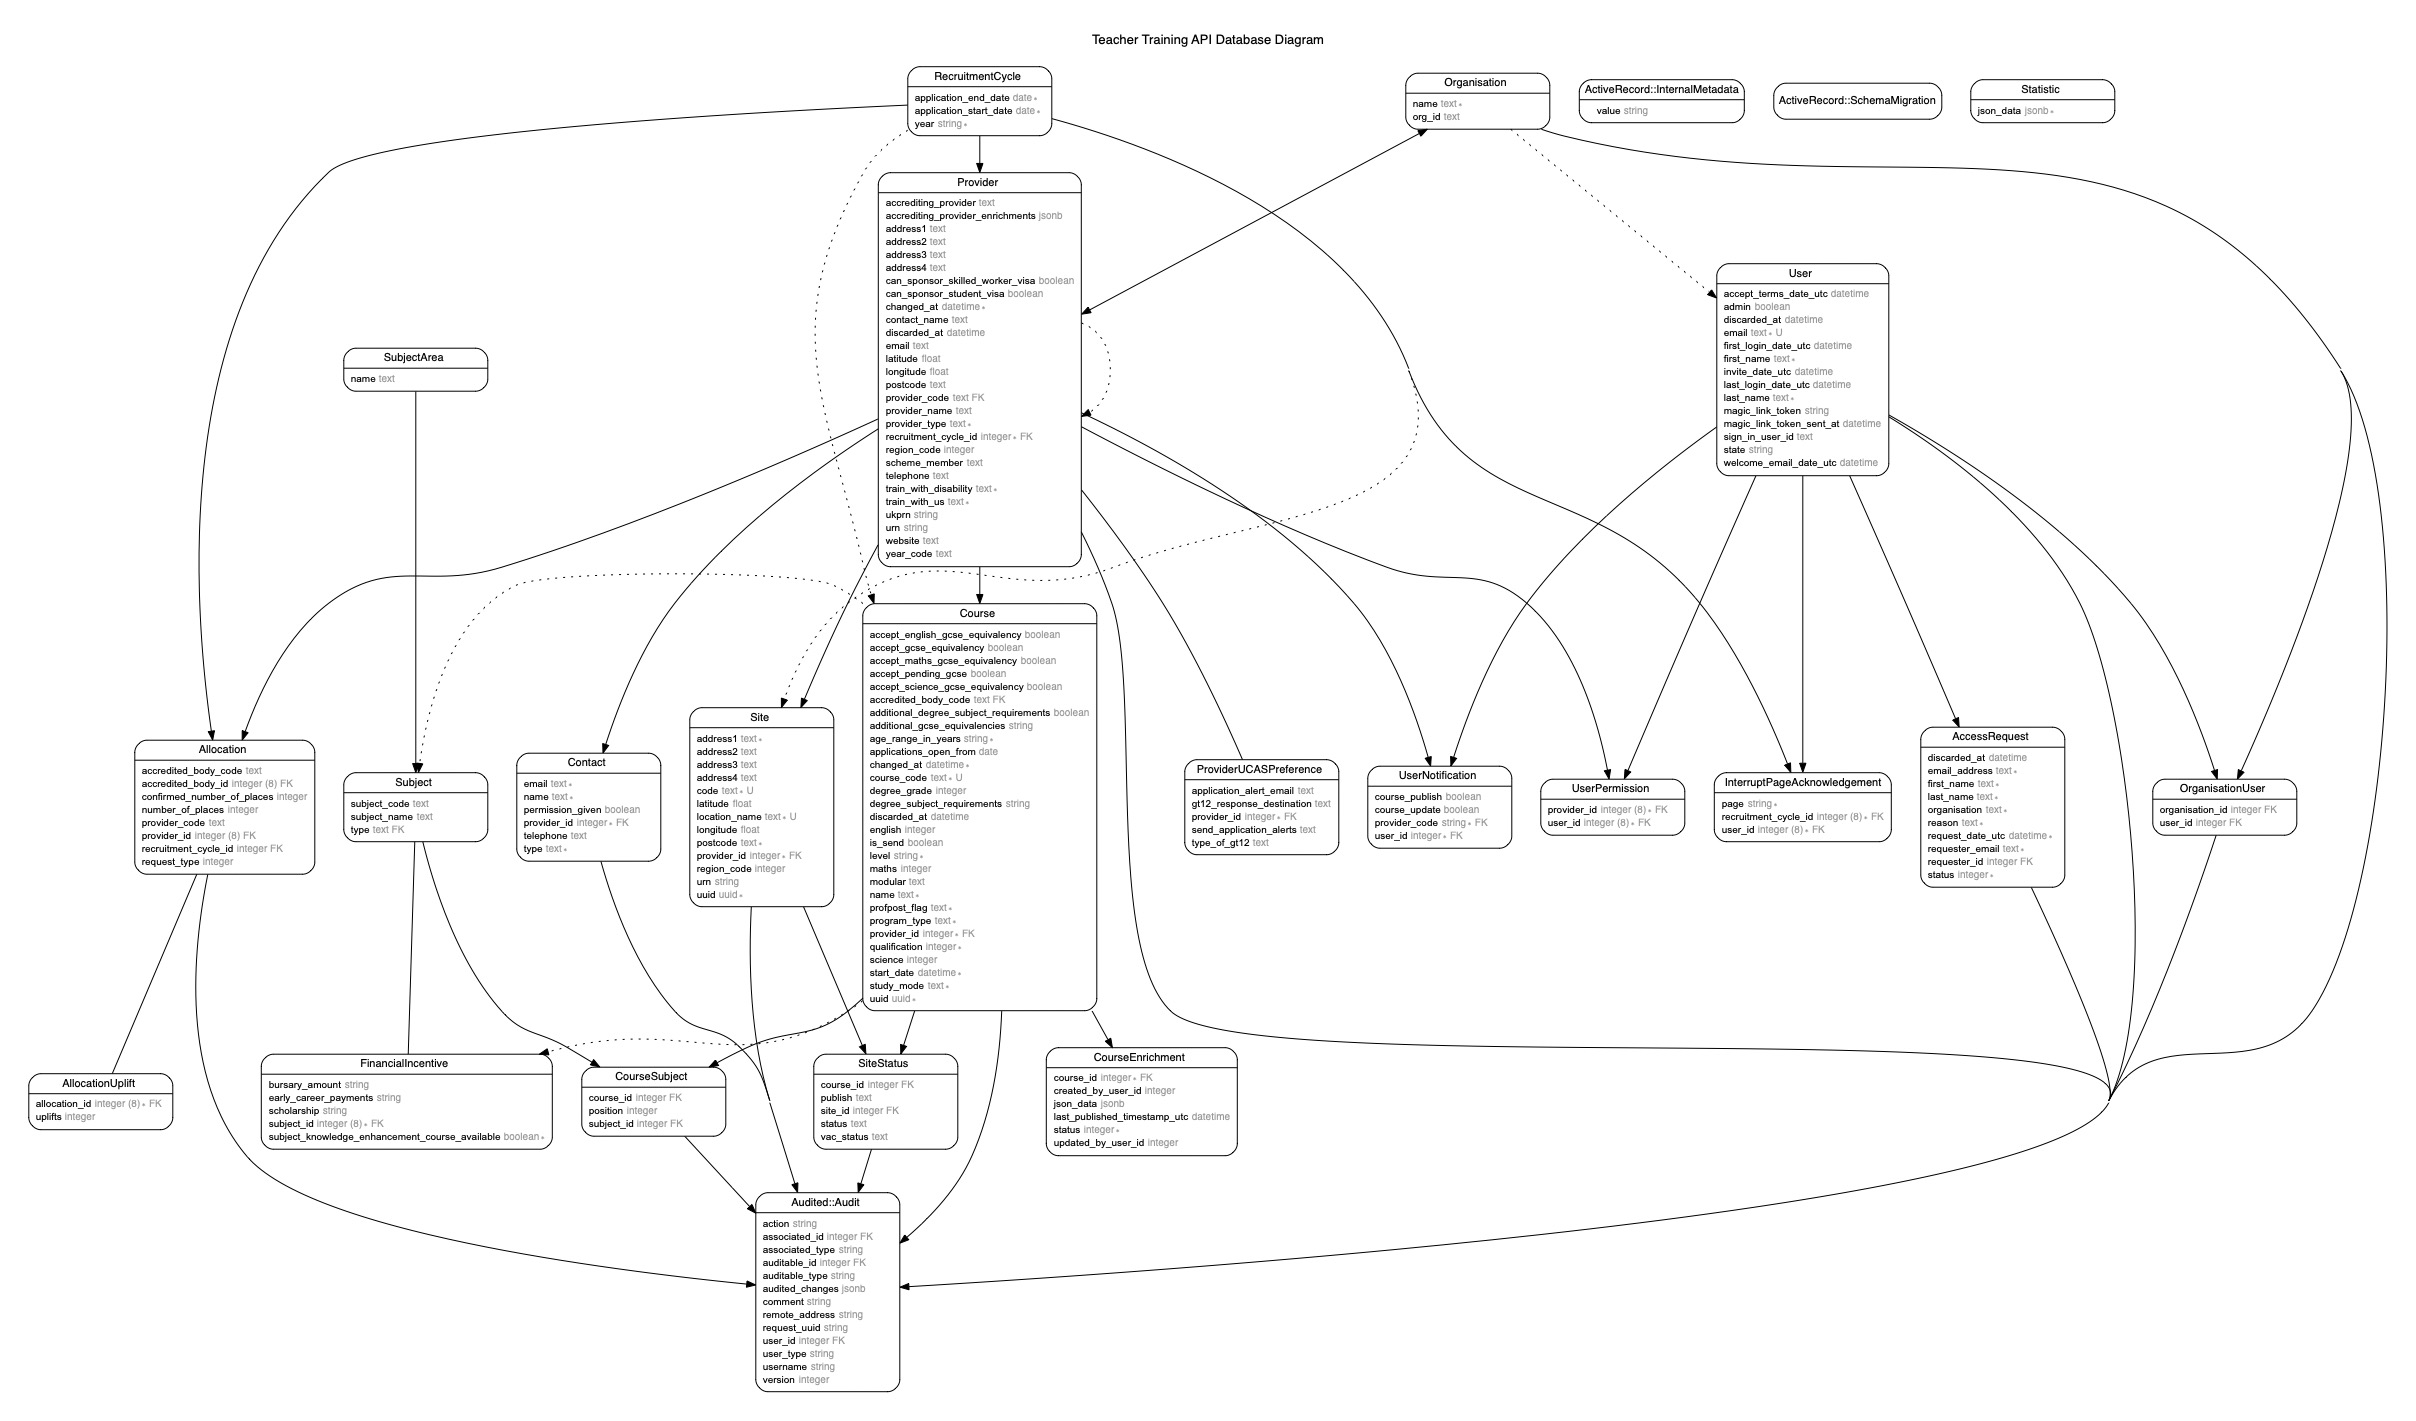 Teacher Training API Database Diagram
RecruitmentCycle
application_end_date date∗
application_start_date date∗
year string∗
Organisation
name text∗
org_id text
ActiveRecord::InternalMetadata
value string
ActiveRecord::SchemaMigration
Statistic
json_data jsonb∗
Provider
accrediting_provider text
accrediting_provider_enrichments jsonb
address1 text
address2 text
address3 text
address4 text
can_sponsor_skilled_worker_visa boolean
can_sponsor_student_visa boolean
changed_at datetime∗
contact_name text
discarded_at datetime
email text
latitude float
longitude float
postcode text
provider_code text FK
provider_name text
provider_type text∗
recruitment_cycle_id integer∗ FK
region_code integer
scheme_member text
telephone text
train_with_disability text∗
train_with_us text∗
ukprn string
urn string
website text
year_code text
User
accept_terms_date_utc datetime
admin boolean
discarded_at datetime
email text∗ U
first_login_date_utc datetime
first_name text∗
invite_date_utc datetime
last_login_date_utc datetime
last_name text∗
magic_link_token string
magic_link_token_sent_at datetime
sign_in_user_id text
state string
welcome_email_date_utc datetime
SubjectArea
name text
Allocation
accredited_body_code text
accredited_body_id integer (8) FK
confirmed_number_of_places integer
number_of_places integer
provider_code text
provider_id integer (8) FK
recruitment_cycle_id integer FK
request_type integer
Subject
subject_code text
subject_name text
type text FK
Contact
email text∗
name text∗
permission_given boolean
provider_id integer∗ FK
telephone text
type text∗
Site
address1 text∗
address2 text
address3 text
address4 text
code text∗ U
latitude float
location_name text∗ U
longitude float
postcode text∗
provider_id integer∗ FK
region_code integer
urn string
uuid uuid∗
Course
accept_english_gcse_equivalency boolean
accept_gcse_equivalency boolean
accept_maths_gcse_equivalency boolean
accept_pending_gcse boolean
accept_science_gcse_equivalency boolean
accredited_body_code text FK
additional_degree_subject_requirements boolean
additional_gcse_equivalencies string
age_range_in_years string∗
applications_open_from date
changed_at datetime∗
course_code text∗ U
degree_grade integer
degree_subject_requirements string
discarded_at datetime
english integer
is_send boolean
level string∗
maths integer
modular text
name text∗
profpost_flag text∗
program_type text∗
provider_id integer∗ FK
qualification integer∗
science integer
start_date datetime∗
study_mode text∗
uuid uuid∗
ProviderUCASPreference
application_alert_email text
gt12_response_destination text
provider_id integer∗ FK
send_application_alerts text
type_of_gt12 text
UserNotification
course_publish boolean
course_update boolean
provider_code string∗ FK
user_id integer∗ FK
UserPermission
provider_id integer (8)∗ FK
user_id integer (8)∗ FK
InterruptPageAcknowledgement
page string∗
recruitment_cycle_id integer (8)∗ FK
user_id integer (8)∗ FK
AccessRequest
discarded_at datetime
email_address text∗
first_name text∗
last_name text∗
organisation text∗
reason text∗
request_date_utc datetime∗
requester_email text∗
requester_id integer FK
status integer∗
OrganisationUser
organisation_id integer FK
user_id integer FK
AllocationUplift
allocation_id integer (8)∗ FK
uplifts integer
FinancialIncentive
bursary_amount string
early_career_payments string
scholarship string
subject_id integer (8)∗ FK
subject_knowledge_enhancement_course_available boolean∗
CourseSubject
course_id integer FK
position integer
subject_id integer FK
SiteStatus
course_id integer FK
publish text
site_id integer FK
status text
vac_status text
CourseEnrichment
course_id integer∗ FK
created_by_user_id integer
json_data jsonb
last_published_timestamp_utc datetime
status integer∗
updated_by_user_id integer
Audited::Audit
action string
associated_id integer FK
associated_type string
auditable_id integer FK
auditable_type string
audited_changes jsonb
comment string
remote_address string
request_uuid string
user_id integer FK
user_type string
username string
version integer